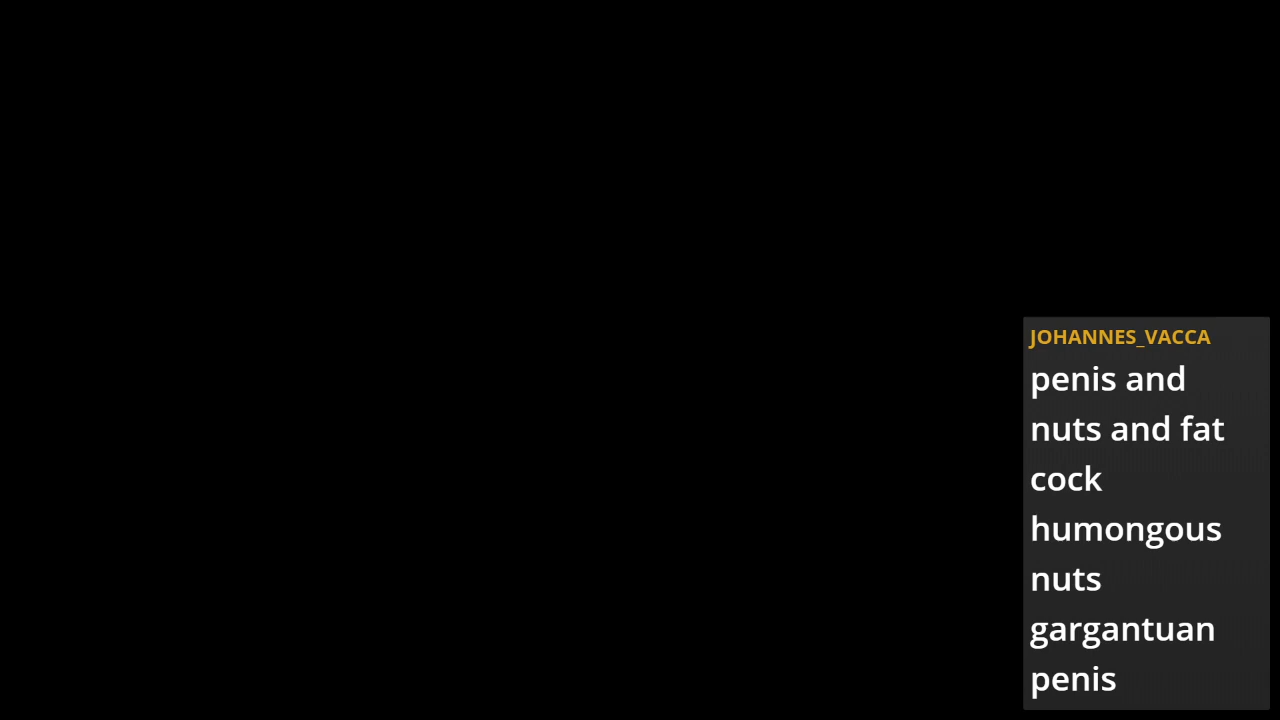 JOHANNES_VACCA
penis and
nuts and fat
cock
humongous
nuts
gargantuan
penis